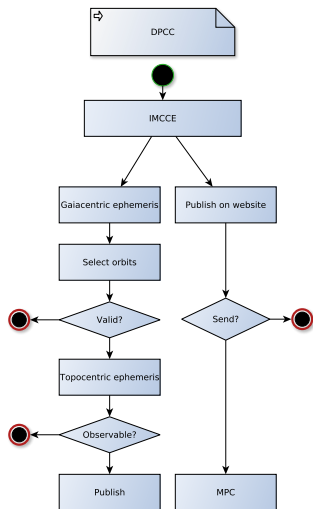 DPCC
IMCCE
Gaiacentric ephemeris
Publish on website
Select orbits
Valid?
Send?
Topocentric ephemeris
Observable?
Publish
MPC